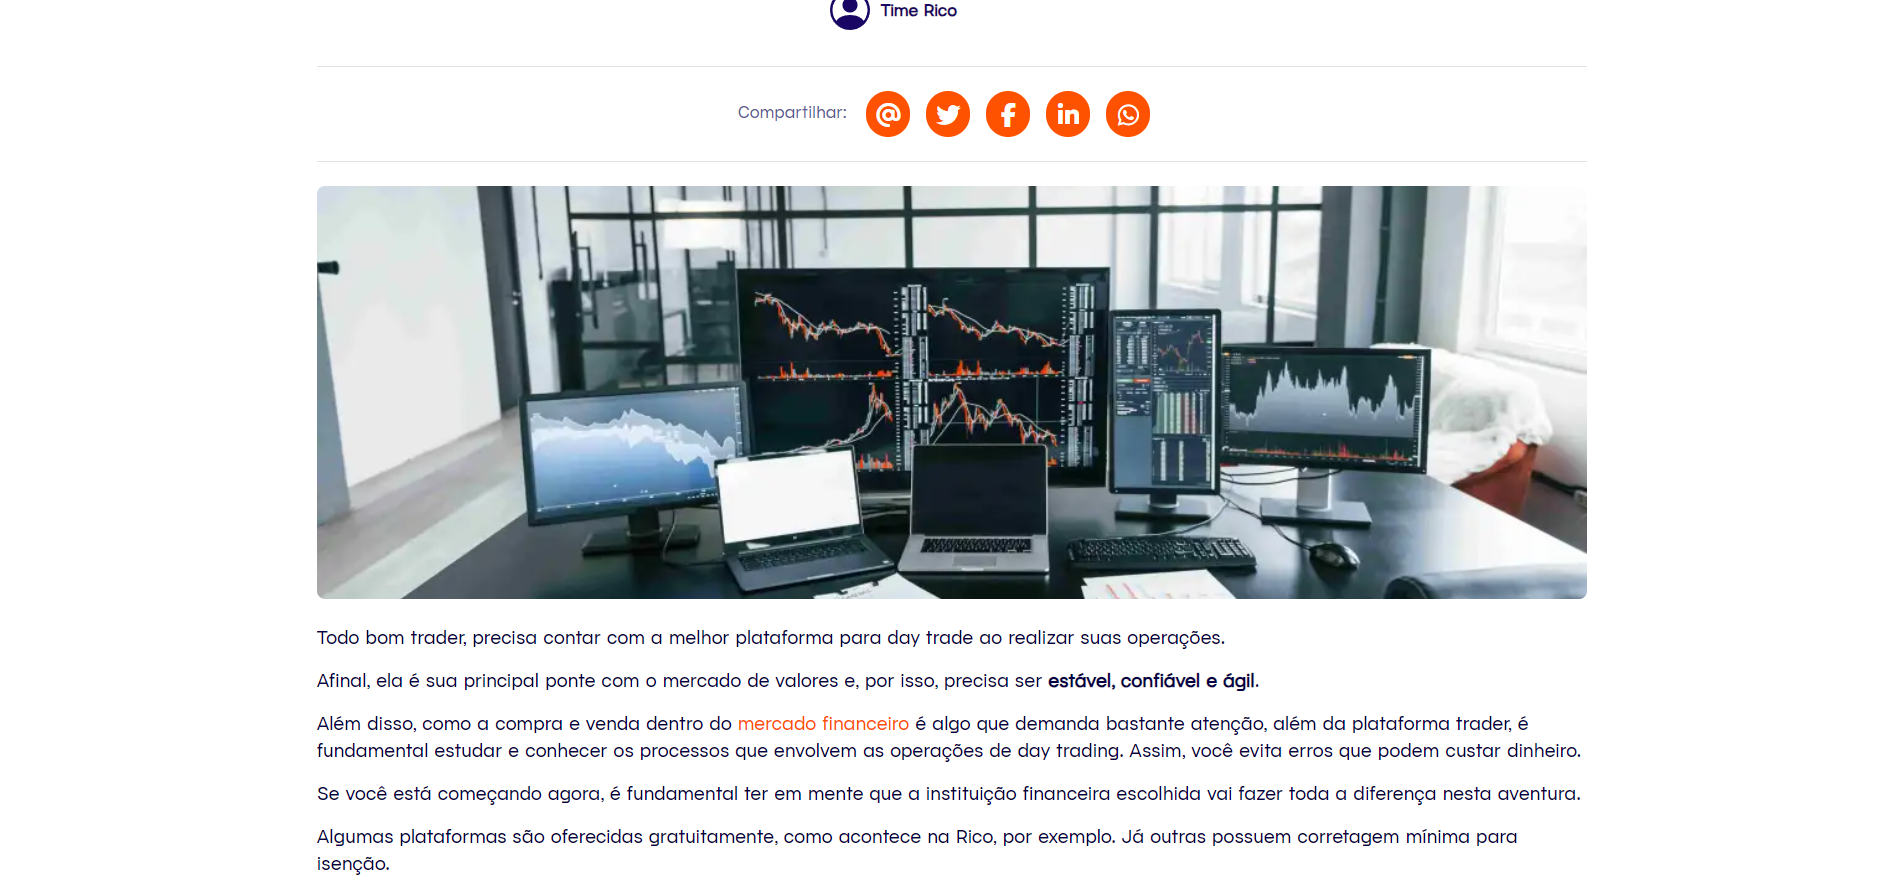 Time Rico
Compartilhar:
Todo bom trader, precisa contar com a melhor plataforma para day trade ao realizar suas operações.
Afinal, ela é sua principal ponte com o mercado de valores e, por isso, precisa ser estável, confiável e ágil.
Além disso, como a compra e venda dentro do mercado financeiro é algo que demanda bastante atenção, além da plataforma trader, é
fundamental estudar e conhecer os processos que envolvem as operações de day trading. Assim, você evita erros que podem custar dinheiro.
Se você está começando agora, é fundamental ter em mente que a instituição financeira escolhida vai fazer toda a diferença nesta aventura.
Algumas plataformas são oferecidas gratuitamente, como acontece na Rico, por exemplo. Já outras possuem corretagem mínima para
isenção.